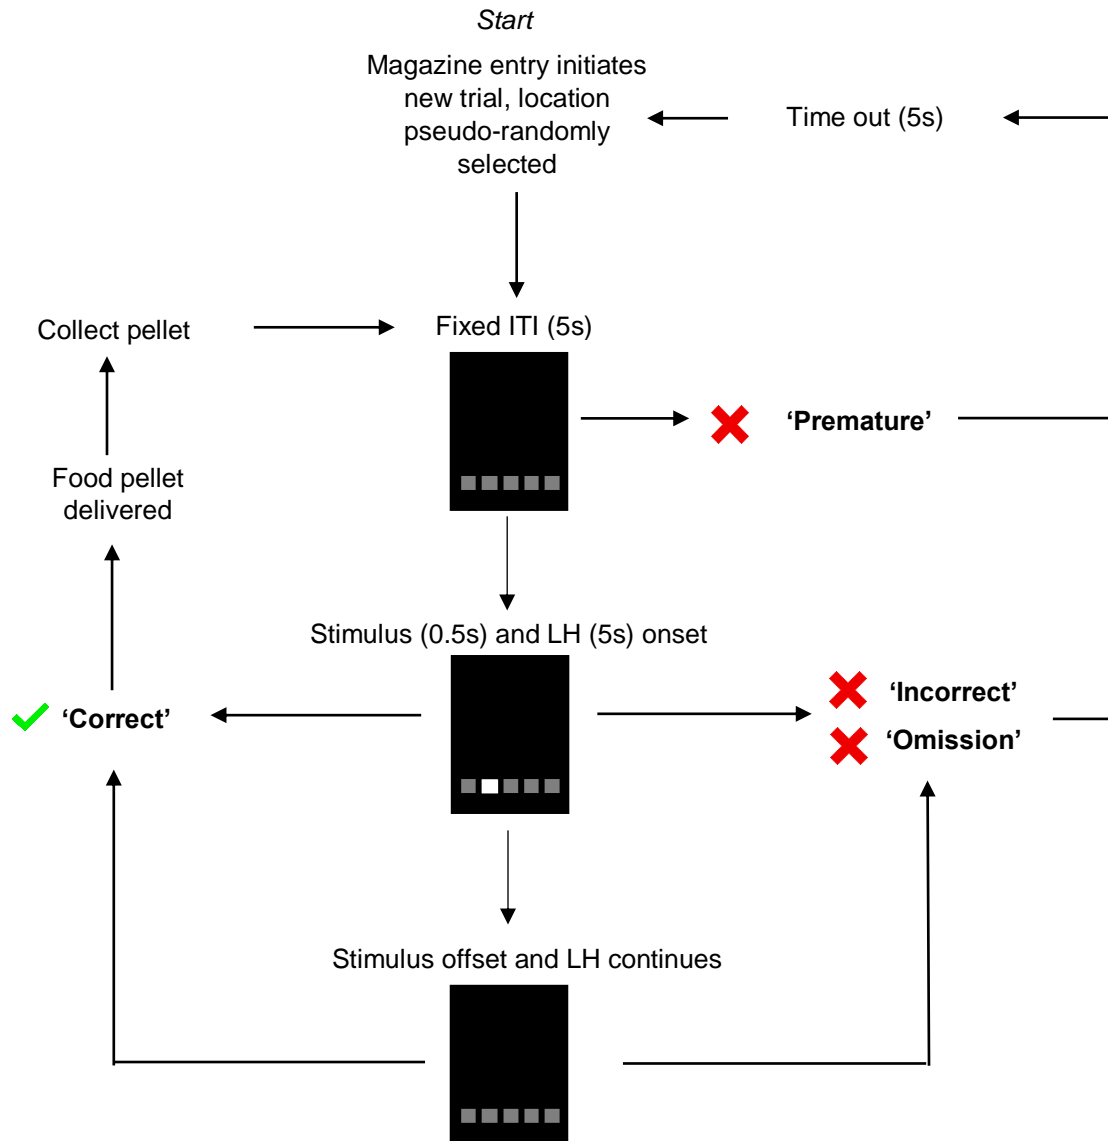 Start
Magazine entry initiates
new trial, location
pseudo-randomly
selected
Time out (5s)
Collect pellet
Fixed ITI (5s)
‘Premature’
Food pellet
delivered
Stimulus (0.5s) and LH (5s) onset
‘Correct’
‘Incorrect’
‘Omission’
Stimulus offset and LH continues